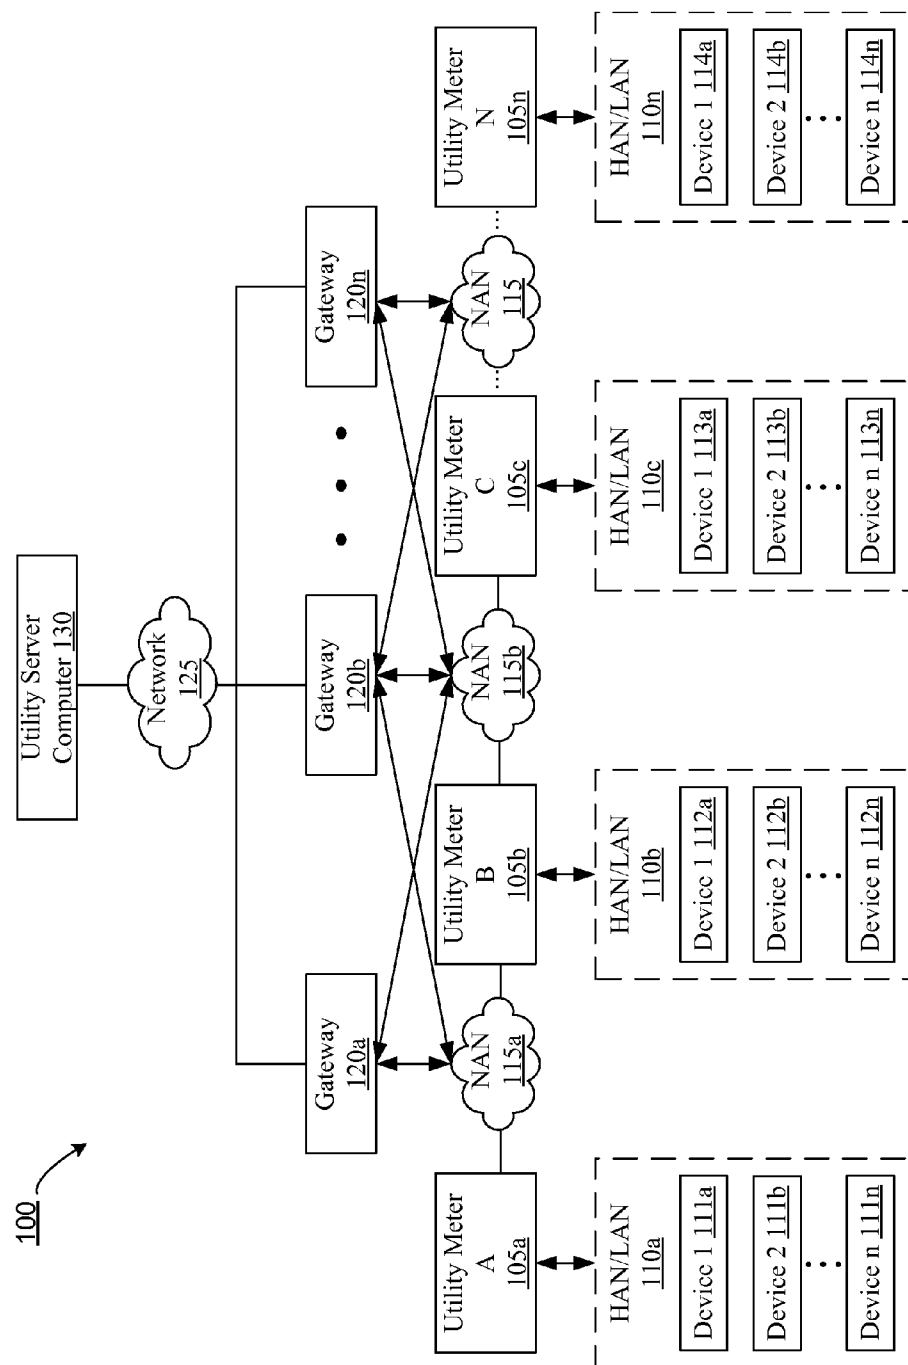 100
Utility Server
Computer 130
Network
125
Gateway
120a
Gateway
120b
Gateway
120n
Utility Meter
A
105a
NAN
115a
Utility Meter
B
105b
NAN
115b
Utility Meter
C
105c
NAN
115
Utility Meter
N
105n
HAN/LAN
110a
Device 1 111a
Device 2 111b
Device n 111n
HAN/LAN
110b
Device 1 112a
Device 2 112b
Device n 112n
HAN/LAN
110c
Device 1 113a
Device 2 113b
Device n 113n
HAN/LAN
110n
Device 1 114a
Device 2 114b
Device n 114n